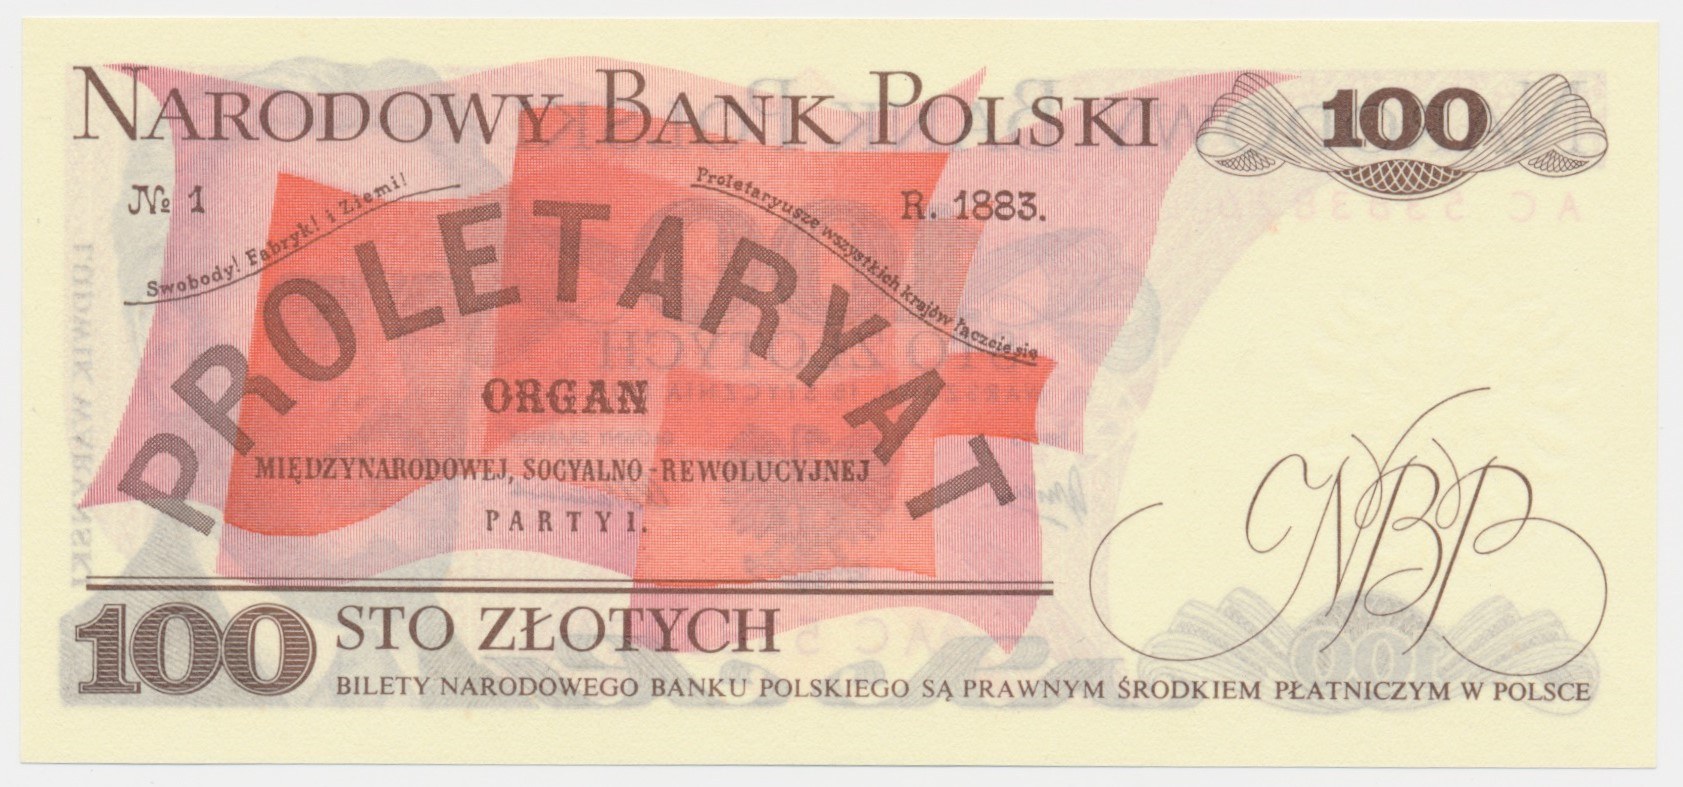 NARODOWY BANK POLSKI
100
№ 1
R. 1883.
Swobody! Fabryk! i Ziemi!
Proletaryusze wszystkich krajów łączcie się
PROLETARYAT
ORGAN
MIĘDZYNARODOWEJ, SOCYALNO-REWOLUCYJNEJ
PARTYI.
NBP
100
STO ZŁOTYCH
BILETY NARODOWEGO BANKU POLSKIEGO SĄ PRAWNYM ŚRODKIEM PŁATNICZYM W POLSCE